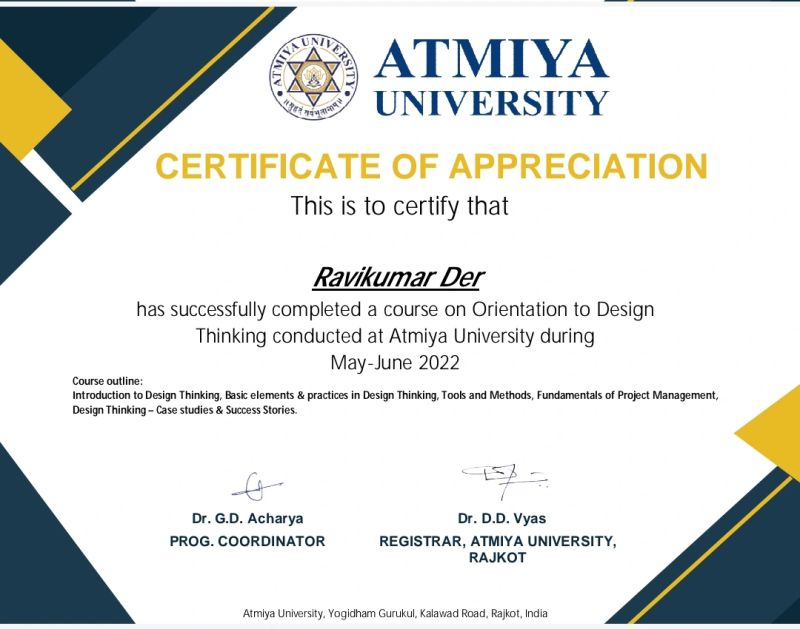 ATMIYA UNIVERSITY
ATMIYA
UNIVERSITY
CERTIFICATE OF APPRECIATION
This is to certify that
Ravikumar Der
has successfully completed a course on Orientation to Design
Thinking conducted at Atmiya University during
May-June 2022
Course outline:
Introduction to Design Thinking, Basic elements & practices in Design Thinking, Tools and Methods, Fundamentals of Project Management,
Design Thinking – Case studies & Success Stories.
Dr. G.D. Acharya
PROG. COORDINATOR
Dr. D.D. Vyas
REGISTRAR, ATMIYA UNIVERSITY,
RAJKOT
Atmiya University, Yogidham Gurukul, Kalawad Road, Rajkot, India